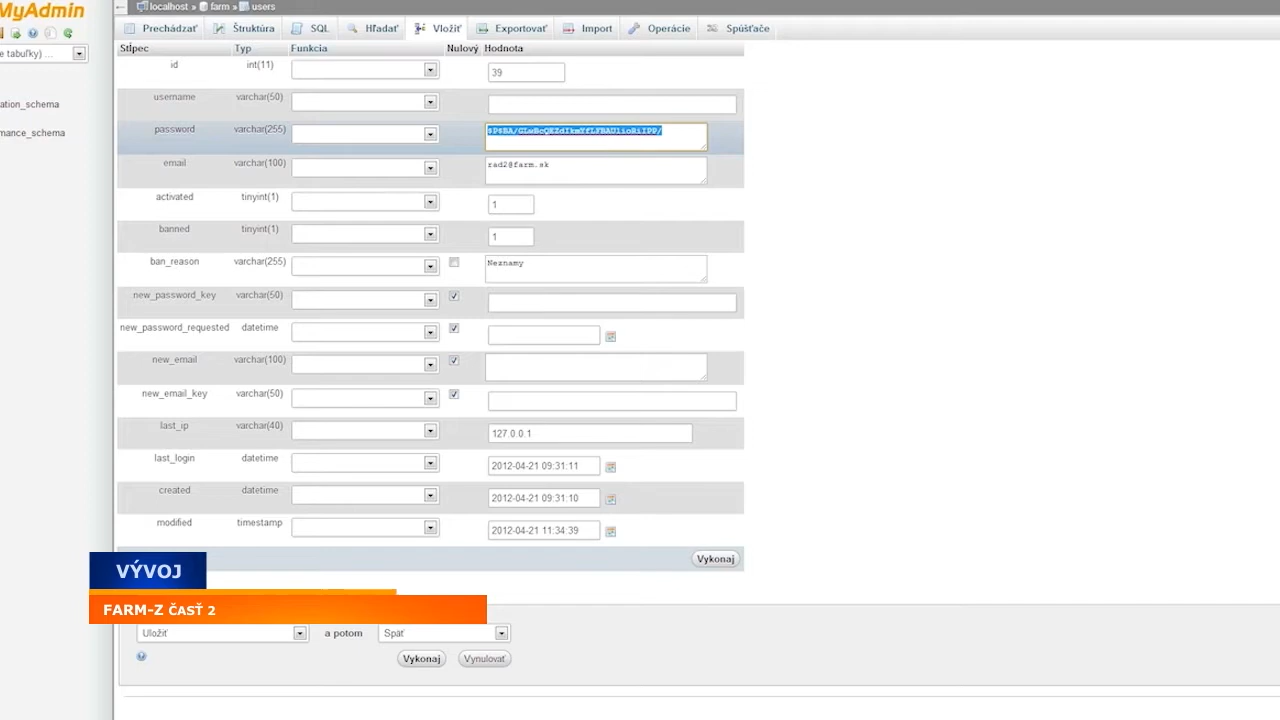 MyAdmin
localhost » farm » users
Prechádzať Štruktúra SQL Hľadať Vložiť Exportovať Import Operácie Spúšťače
e tabuľky) ...
Stĺpec Typ Funkcia Nulový Hodnota
id int(11) 39
username varchar(50)
ation_schema
password varchar(255)
mance_schema
email varchar(100) rad2@farm.sk
activated tinyint(1) 1
banned tinyint(1) 1
ban_reason varchar(255) Neznamy
new_password_key varchar(50)
new_password_requested datetime
new_email varchar(100)
new_email_key varchar(50)
last_ip varchar(40) 127.0.0.1
last_login datetime 2012-04-21 09:31:11
created datetime 2012-04-21 09:31:10
modified timestamp 2012-04-21 11:34:39
Vykonaj
VÝVOJ
FARM-Z ČASŤ 2
Uložiť a potom Späť
Vykonaj Vynulovať